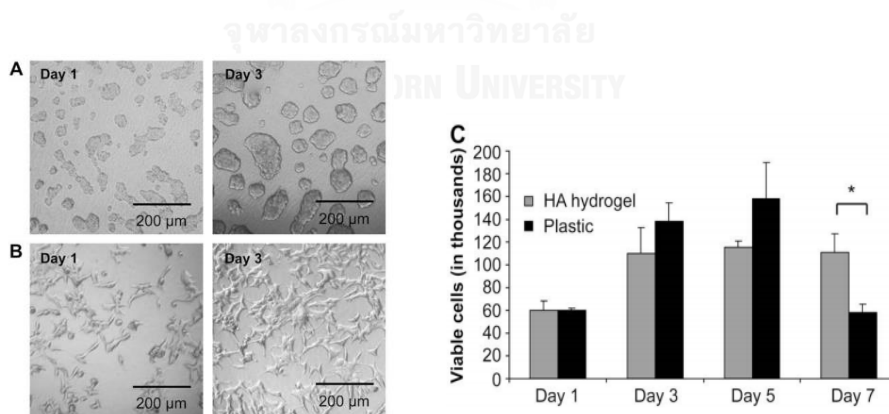 จุฬาลงกรณ์มหาวิทยาลัย
ORN UNIVERSITY
A
Day 1
Day 3
200 µm
200 µm
B
Day 1
Day 3
200 µm
200 µm
C
Viable cells (in thousands)
200
180
160
140
120
100
80
60
40
20
0
HA hydrogel
Plastic
*
Day 1
Day 3
Day 5
Day 7